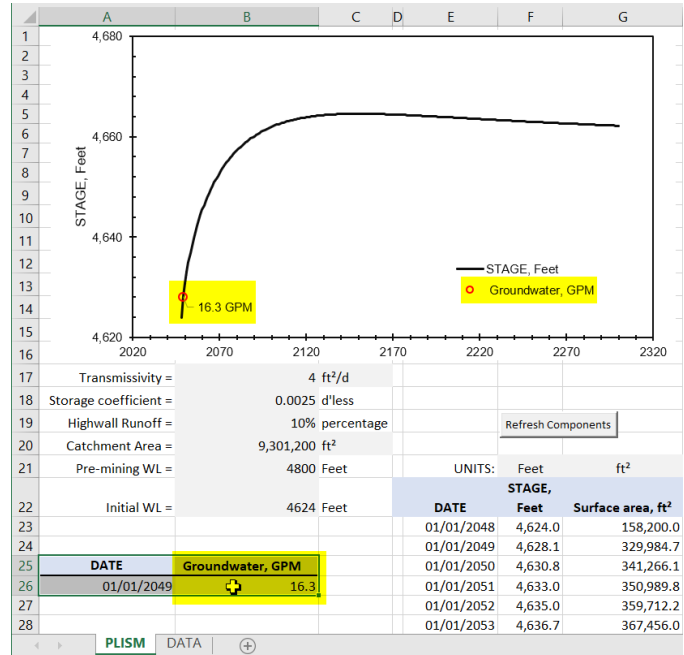 A B C D E F G
1 4,680
2
3
4
5
6 4,660
7
8
9
10
11 4,640
12
STAGE, Feet
STAGE, Feet
13 Groundwater, GPM
14 16.3 GPM
15 4,620
16 2020 2070 2120 2170 2220 2270 2320
17 Transmissivity = 4 ft²/d
18 Storage coefficient = 0.0025 d'less
19 Highwall Runoff = 10% percentage Refresh Components
20 Catchment Area = 9,301,200 ft²
21 Pre-mining WL = 4800 Feet UNITS: Feet ft²
STAGE,
22 Initial WL = 4624 Feet DATE Feet Surface area, ft²
23 01/01/2048 4,624.0 158,200.0
24 01/01/2049 4,628.1 329,984.7
25 DATE Groundwater, GPM 01/01/2050 4,630.8 341,266.1
26 01/01/2049 16.3 01/01/2051 4,633.0 350,989.8
27 01/01/2052 4,635.0 359,712.2
28 01/01/2053 4,636.7 367,456.0
PLISM DATA